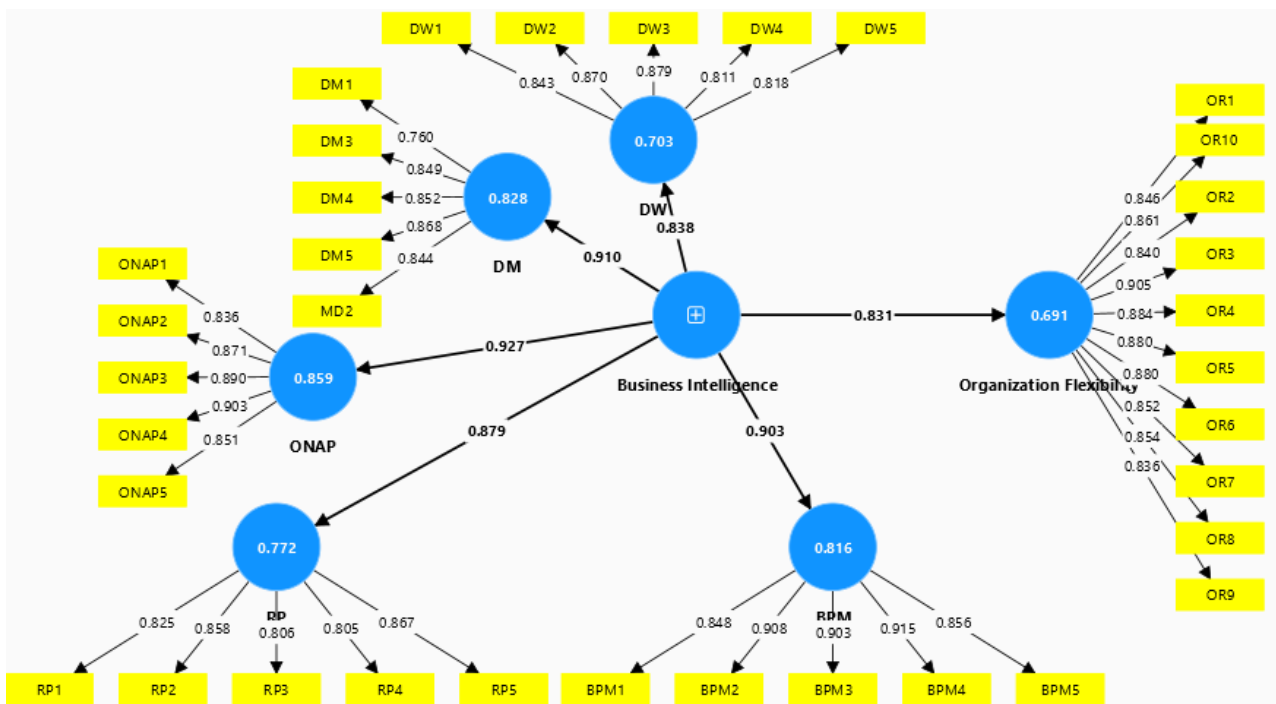 DW1 DW2 DW3 DW4 DW5
0.843 0.870 0.879 0.811 0.818
0.703
DW
0.838
DM1
DM3
DM4
DM5
MD2
0.760
0.849
0.852
0.868
0.844
0.828
DM
0.910
ONAP1
ONAP2
ONAP3
ONAP4
ONAP5
0.836
0.871
0.890
0.903
0.851
0.859
ONAP
0.927
Business Intelligence
0.831
0.691
Organization Flexibility
OR1
OR10
OR2
OR3
OR4
OR5
OR6
OR7
OR8
OR9
0.846
0.861
0.840
0.905
0.884
0.880
0.880
0.852
0.854
0.836
0.879
0.772
RP
0.825 0.858 0.806 0.805 0.867
RP1 RP2 RP3 RP4 RP5
0.903
0.816
BPM
0.848 0.908 0.903 0.915 0.856
BPM1 BPM2 BPM3 BPM4 BPM5